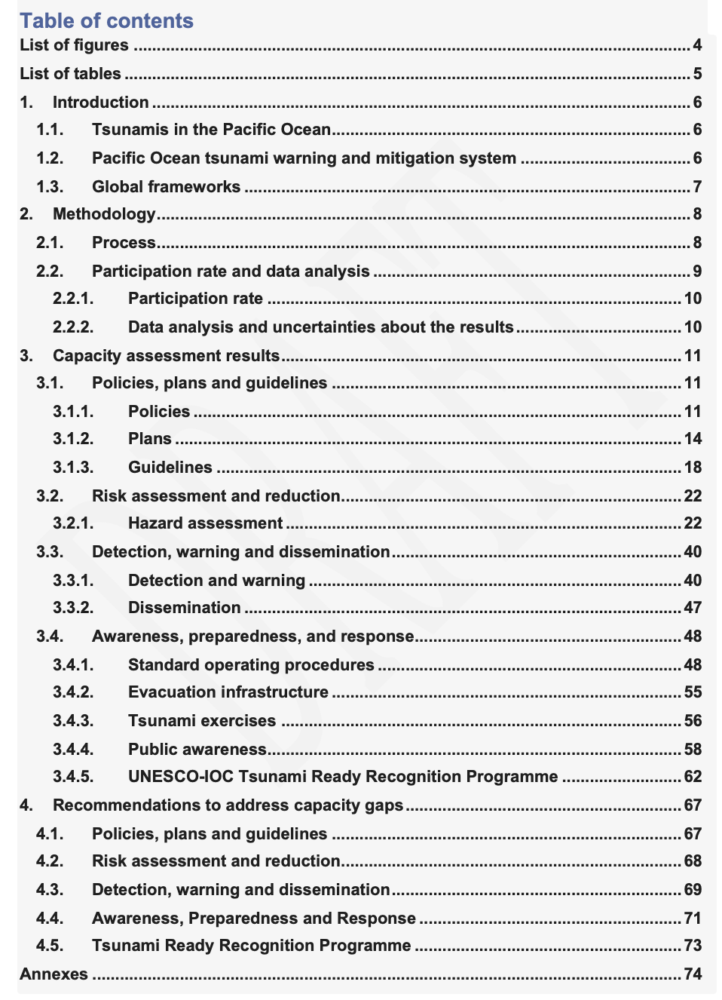 Table of contents
List of figures ........ 4
List of tables ........ 5
1. Introduction ........ 6
1.1. Tsunamis in the Pacific Ocean ........ 6
1.2. Pacific Ocean tsunami warning and mitigation system ........ 6
1.3. Global frameworks ........ 7
2. Methodology ........ 8
2.1. Process ........ 8
2.2. Participation rate and data analysis ........ 9
2.2.1. Participation rate ........ 10
2.2.2. Data analysis and uncertainties about the results ........ 10
3. Capacity assessment results ........ 11
3.1. Policies, plans and guidelines ........ 11
3.1.1. Policies ........ 11
3.1.2. Plans ........ 14
3.1.3. Guidelines ........ 18
3.2. Risk assessment and reduction ........ 22
3.2.1. Hazard assessment ........ 22
3.3. Detection, warning and dissemination ........ 40
3.3.1. Detection and warning ........ 40
3.3.2. Dissemination ........ 47
3.4. Awareness, preparedness, and response ........ 48
3.4.1. Standard operating procedures ........ 48
3.4.2. Evacuation infrastructure ........ 55
3.4.3. Tsunami exercises ........ 56
3.4.4. Public awareness ........ 58
3.4.5. UNESCO-IOC Tsunami Ready Recognition Programme ........ 62
4. Recommendations to address capacity gaps ........ 67
4.1. Policies, plans and guidelines ........ 67
4.2. Risk assessment and reduction ........ 68
4.3. Detection, warning and dissemination ........ 69
4.4. Awareness, Preparedness and Response ........ 71
4.5. Tsunami Ready Recognition Programme ........ 73
Annexes ........ 74
DRAFT